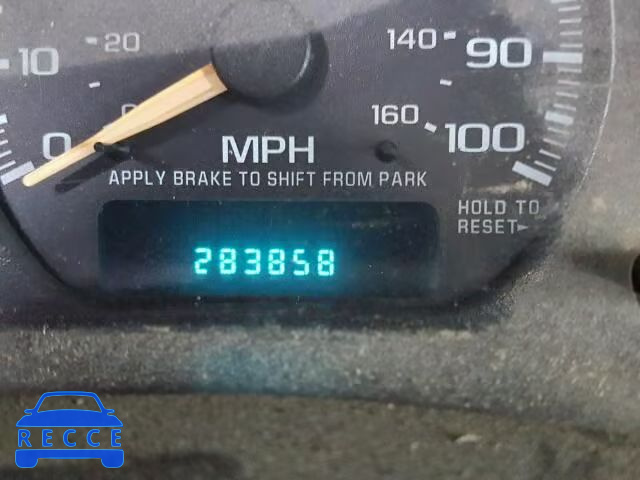 20
140
10
90
0
0
160
100
MPH
APPLY BRAKE TO SHIFT FROM PARK
HOLD TO
RESET
283858
RECCE